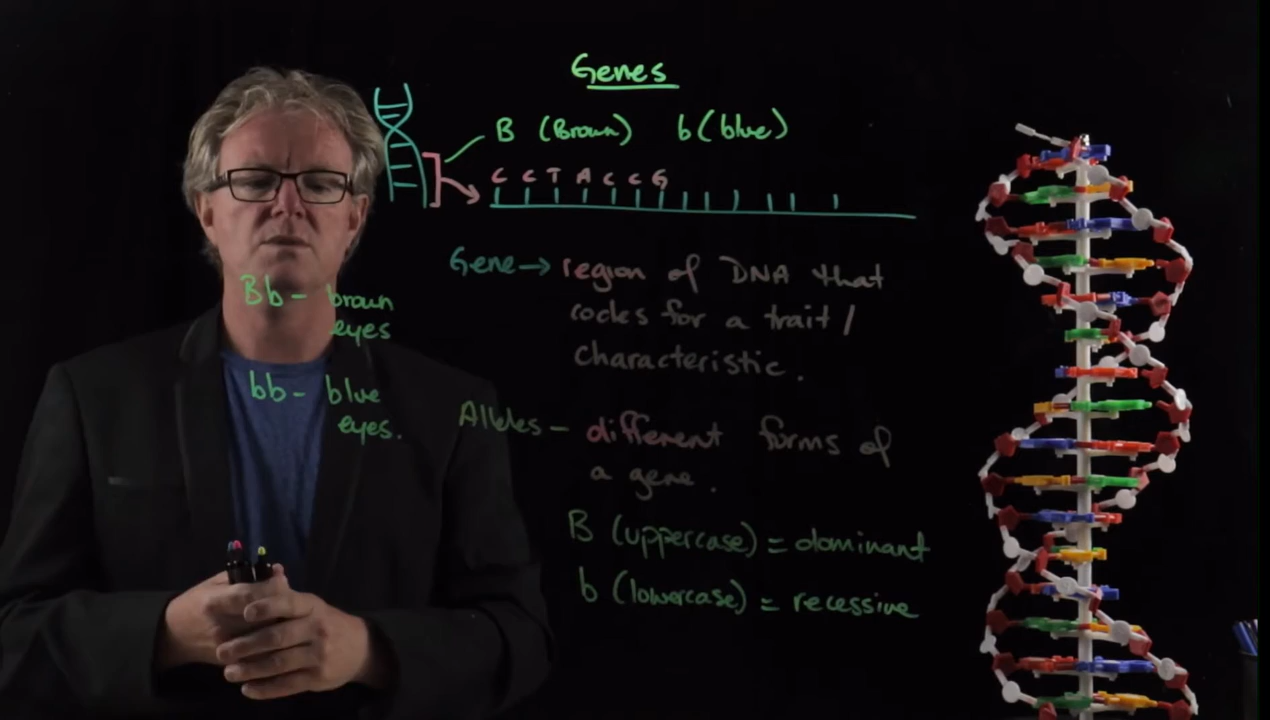 Genes
B (Brown) b (blue)
C C T A C C G
Gene → region of DNA that
codes for a trait /
characteristic.
Bb - brown
eyes
bb - blue
eyes.
Alleles - different forms of
a gene.
B (uppercase) = dominant
b (lowercase) = recessive